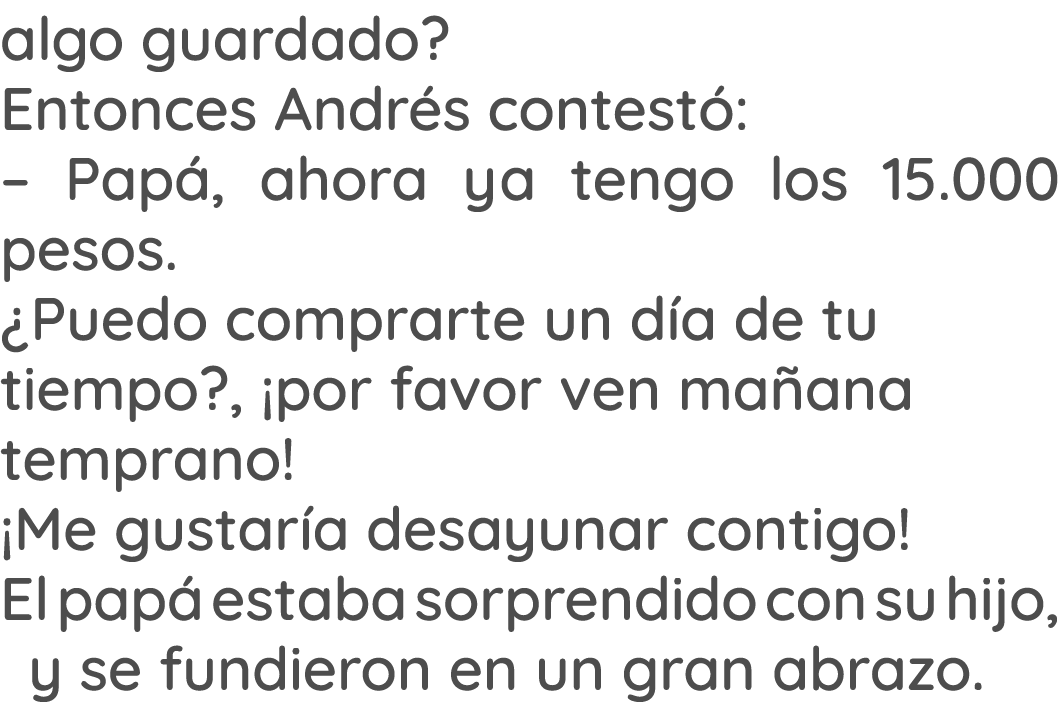 algo guardado?
Entonces Andrés contestó:
– Papá, ahora ya tengo los 15.000
pesos.
¿Puedo comprarte un día de tu
tiempo?, ¡por favor ven mañana
temprano!
¡Me gustaría desayunar contigo!
El papá estaba sorprendido con su hijo,
y se fundieron en un gran abrazo.